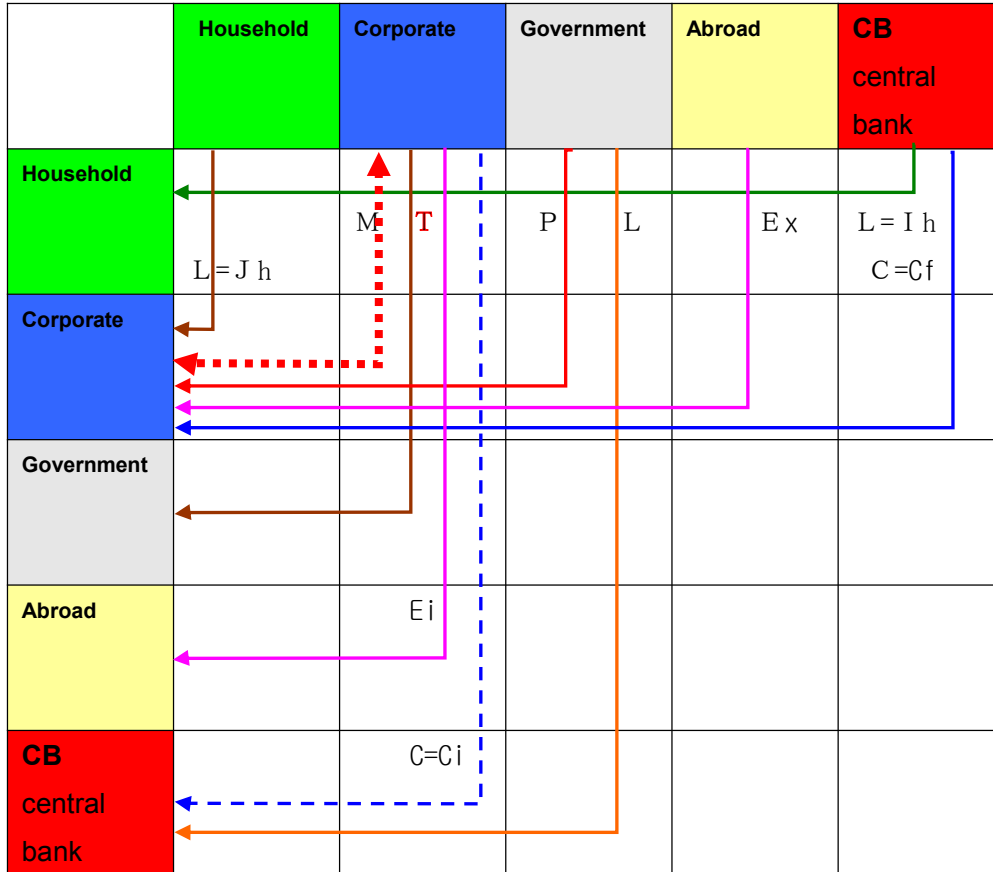 Household
Corporate
Government
Abroad
CB
central
bank
Household
M
T
P
L
Ex
L=Ih
L=Jh
C=Cf
Corporate
Government
Abroad
Ei
CB
central
bank
C=Ci